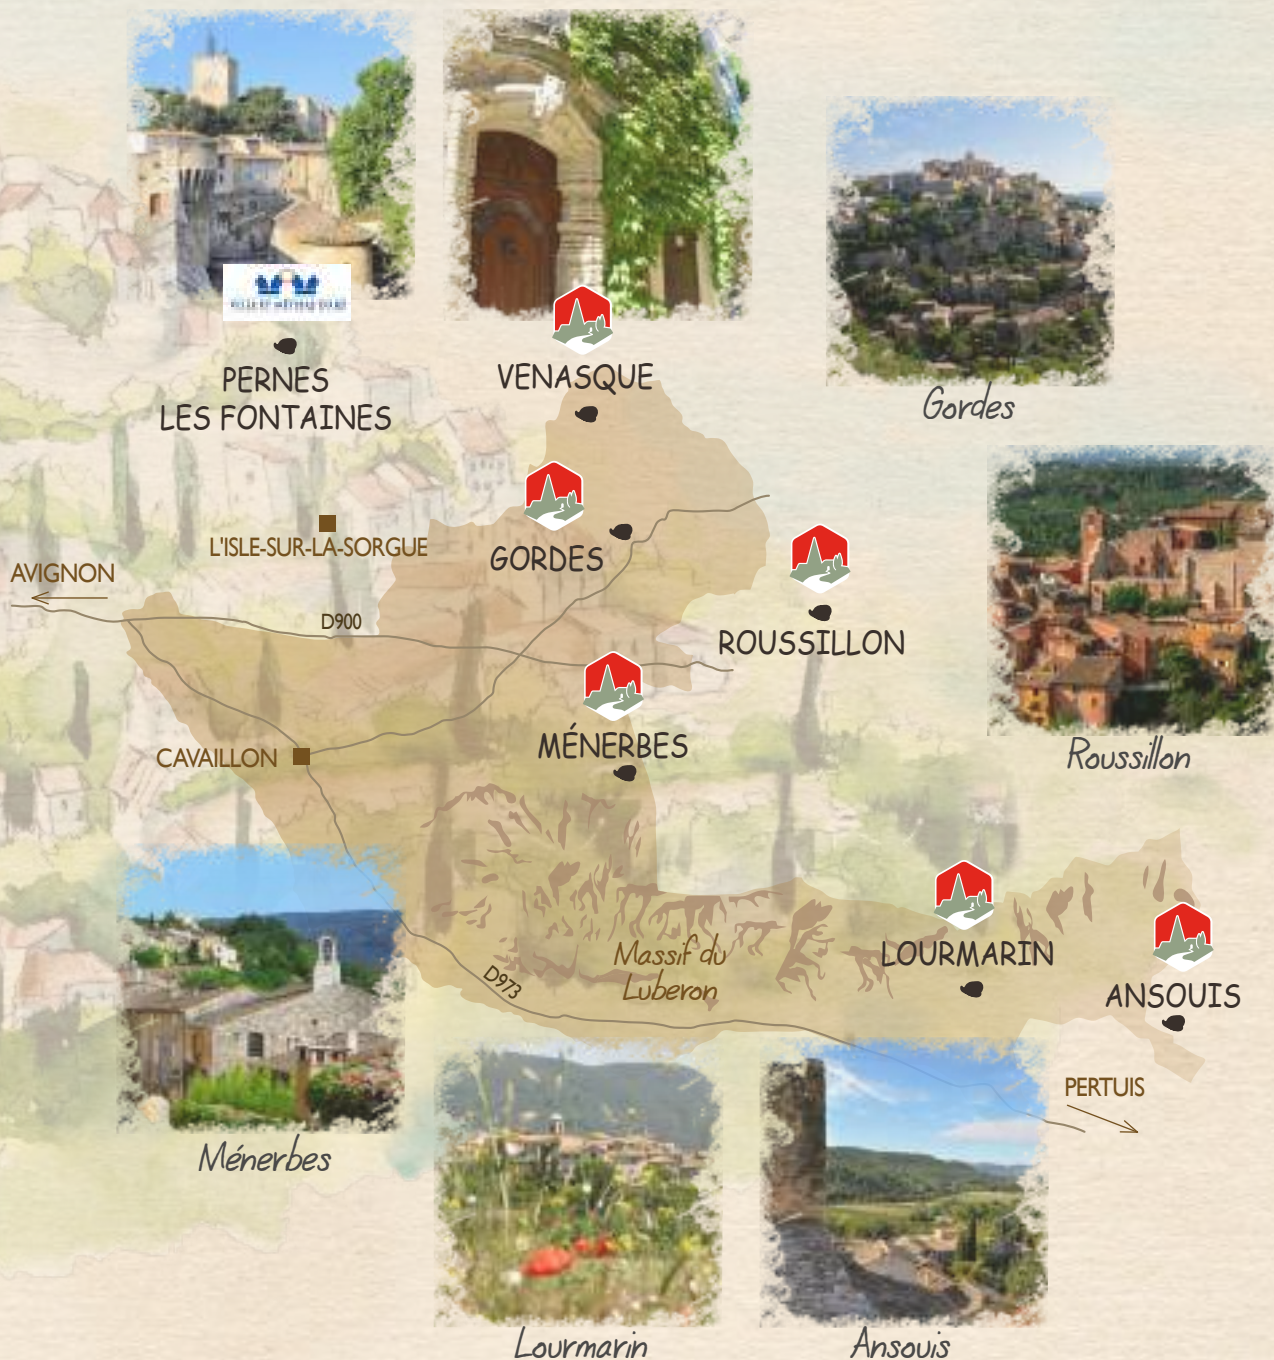 PERNES
LES FONTAINES
VENASQUE
Gordes
GORDES
L'ISLE-SUR-LA-SORGUE
AVIGNON
D900
ROUSSILLON
MÉNERBES
CAVAILLON
Roussillon
Massif du
Luberon
LOURMARIN
D973
ANSOUIS
PERTUIS
Ménerbes
Lourmarin
Ansouis